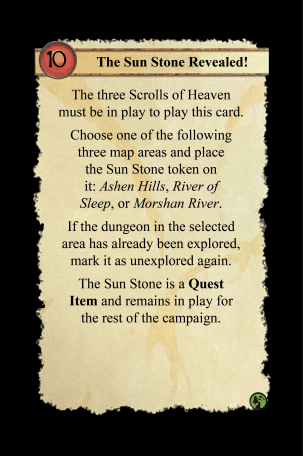 10
The Sun Stone Revealed!
The three Scrolls of Heaven
must be in play to play this card.
Choose one of the following
three map areas and place
the Sun Stone token on
it: Ashen Hills, River of
Sleep, or Morshan River.
If the dungeon in the selected
area has already been explored,
mark it as unexplored again.
The Sun Stone is a Quest
Item and remains in play for
the rest of the campaign.